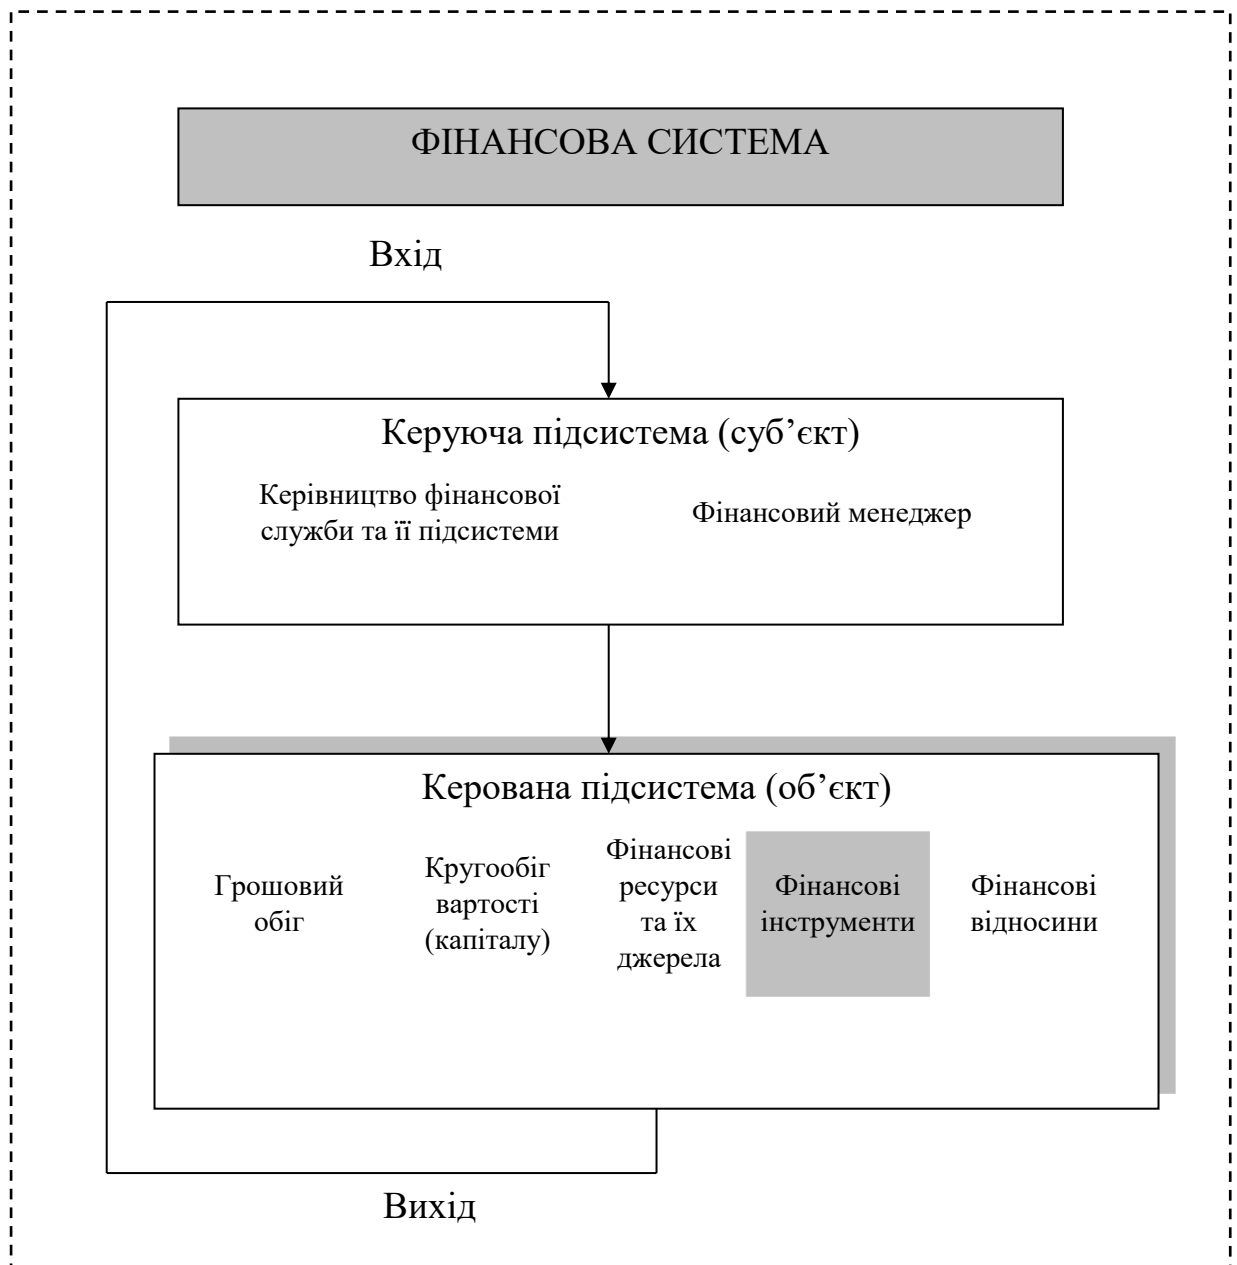 ФІНАНСОВА СИСТЕМА
Вхід
Керуюча підсистема (суб’єкт)
Керівництво фінансової
служби та її підсистеми
Фінансовий менеджер
Керована підсистема (об’єкт)
Грошовий
обіг
Кругообіг
вартості
(капіталу)
Фінансові
ресурси
та їх
джерела
Фінансові
інструменти
Фінансові
відносини
Вихід